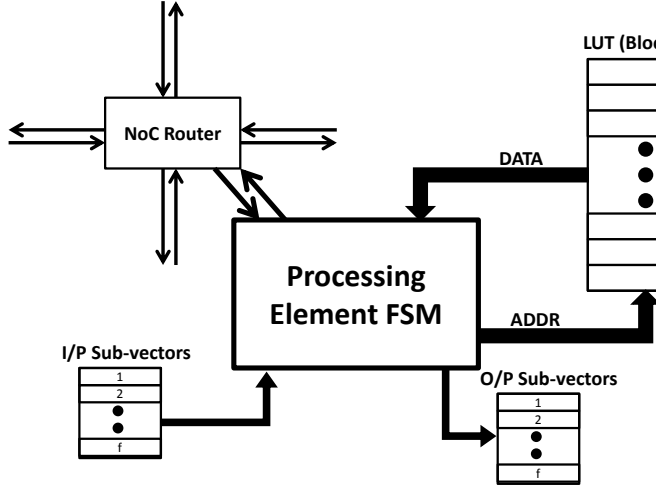 LUT (Bloc
NoC Router
DATA
Processing
Element FSM
ADDR
I/P Sub-vectors
1
2
f
O/P Sub-vectors
1
2
f